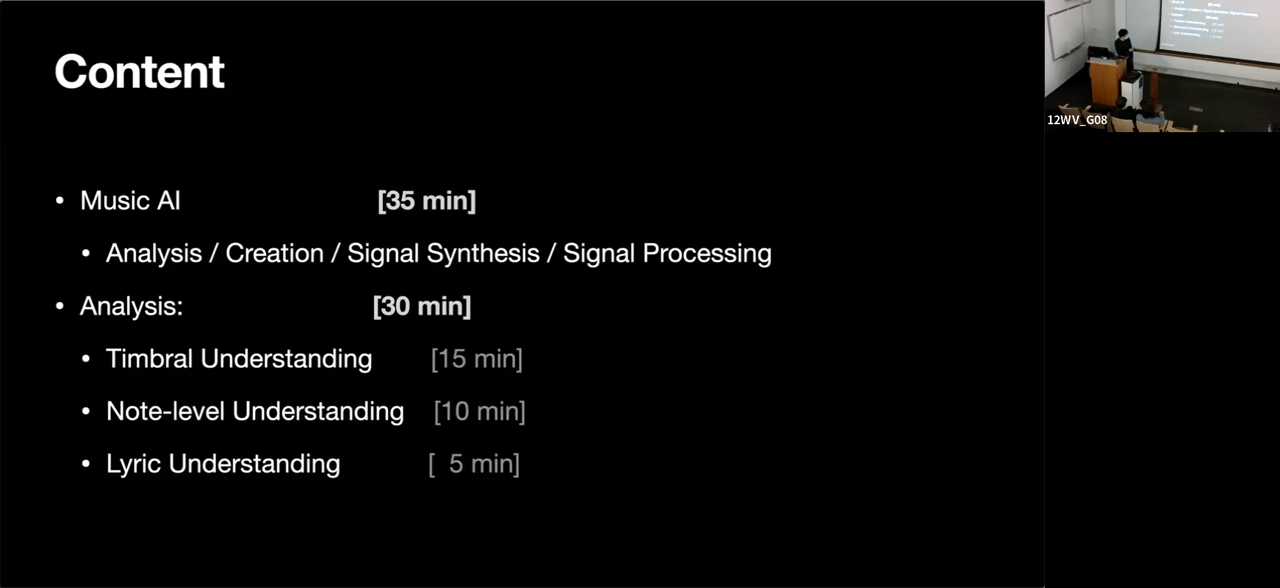 Content
• Music AI [35 min]
• Analysis / Creation / Signal Synthesis / Signal Processing
• Analysis: [30 min]
• Timbral Understanding [15 min]
• Note-level Understanding [10 min]
• Lyric Understanding [ 5 min]
12WV_G08